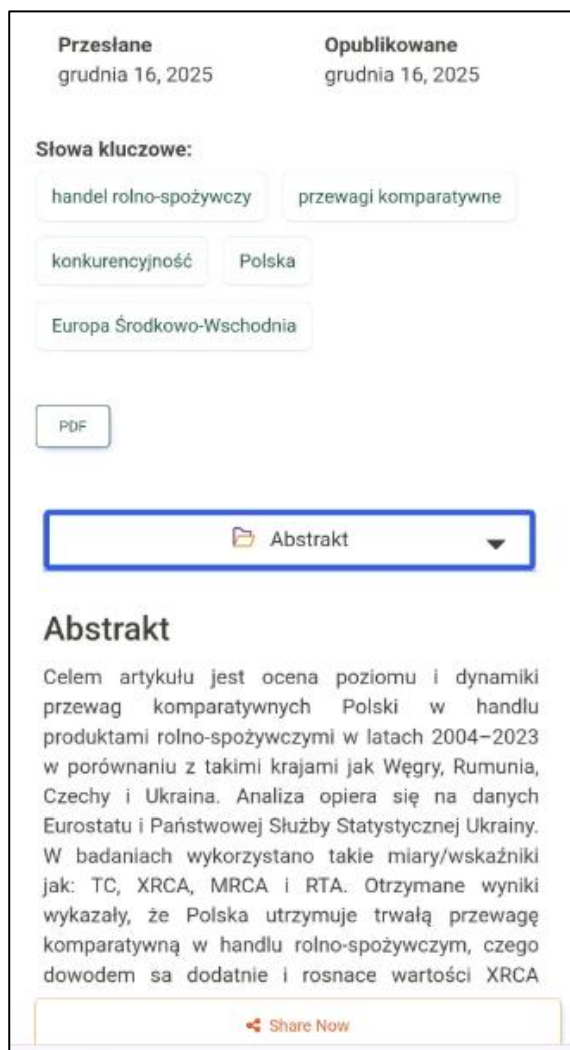 Przesłane Opublikowane
grudnia 16, 2025 grudnia 16, 2025
Słowa kluczowe:
handel rolno-spożywczy przewagi komparatywne
konkurencyjność Polska
Europa Środkowo-Wschodnia
PDF
Abstrakt
Abstrakt
Celem artykułu jest ocena poziomu i dynamiki
przewag komparatywnych Polski w handlu
produktami rolno-spożywczymi w latach 2004–2023
w porównaniu z takimi krajami jak Węgry, Rumunia,
Czechy i Ukraina. Analiza opiera się na danych
Eurostatu i Państwowej Służby Statystycznej Ukrainy.
W badaniach wykorzystano takie miary/wskaźniki
jak: TC, XRCA, MRCA i RTA. Otrzymane wyniki
wykazały, że Polska utrzymuje trwałą przewagę
komparatywną w handlu rolno-spożywczym, czego
dowodem są dodatnie i rosnące wartości XRCA
Share Now